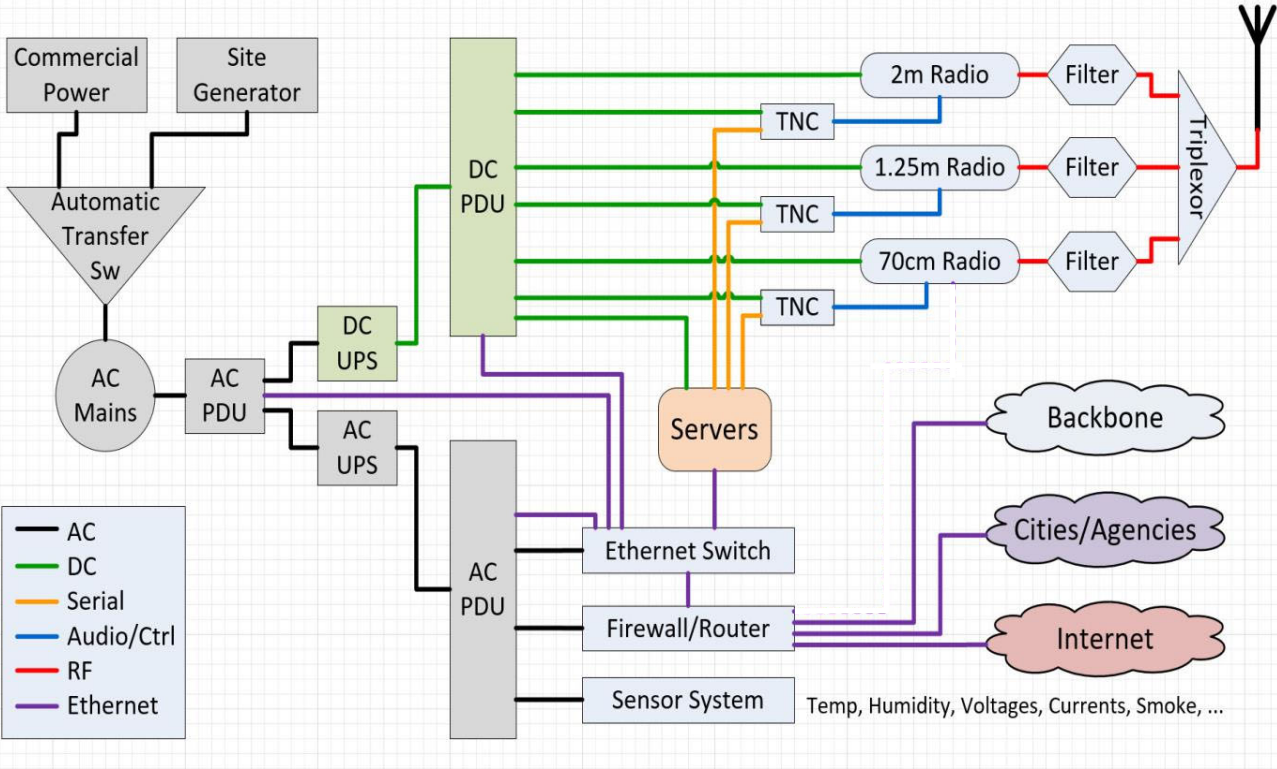 Commercial
Power
Site
Generator
Automatic
Transfer
Sw
AC
Mains
AC
PDU
DC
UPS
AC
UPS
DC
PDU
AC
PDU
2m Radio
Filter
TNC
1.25m Radio
Filter
TNC
70cm Radio
Filter
TNC
Triplexor
Servers
Ethernet Switch
Firewall/Router
Sensor System
Temp, Humidity, Voltages, Currents, Smoke, ...
Backbone
Cities/Agencies
Internet
AC
DC
Serial
Audio/Ctrl
RF
Ethernet